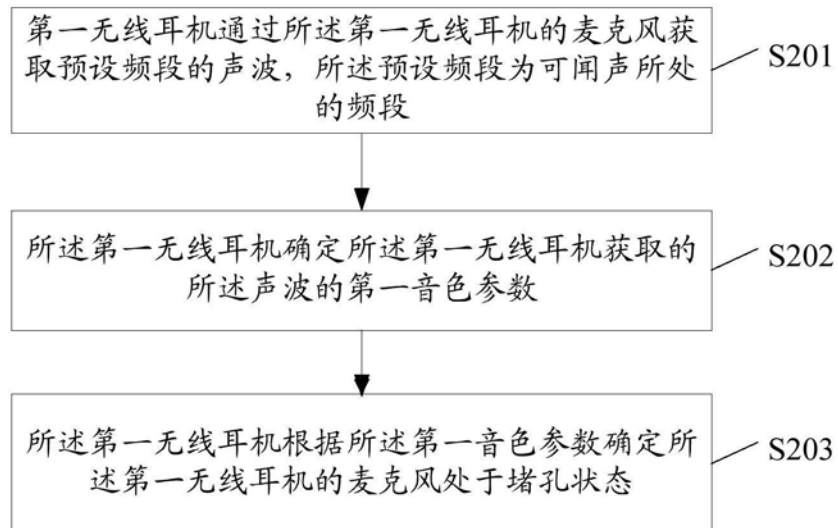 第一无线耳机通过所述第一无线耳机的麦克风获
取预设频段的声波，所述预设频段为可闻声所处
的频段
S201
所述第一无线耳机确定所述第一无线耳机获取的
所述声波的第一音色参数
S202
所述第一无线耳机根据所述第一音色参数确定所
述第一无线耳机的麦克风处于堵孔状态
S203